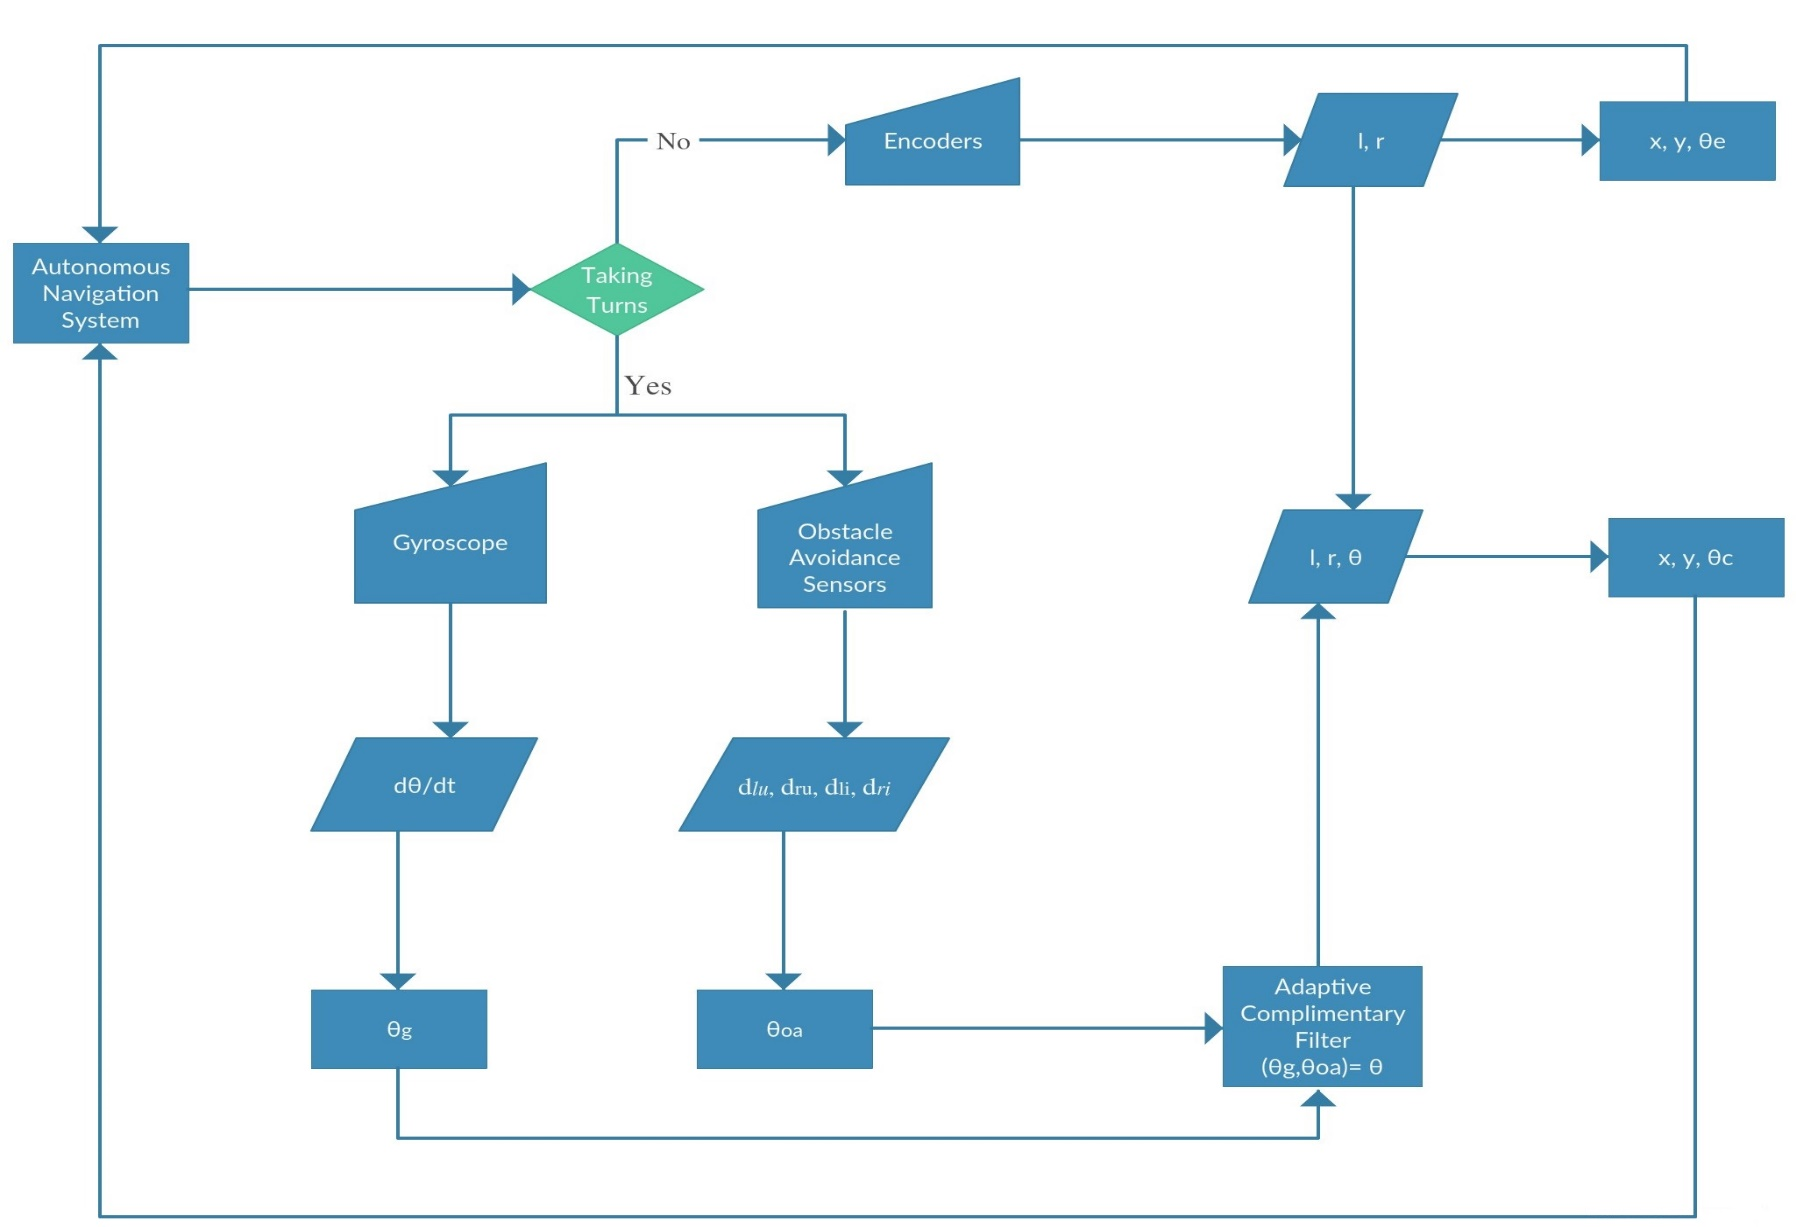 No
Encoders
l, r
x, y, θe
Autonomous
Navigation
System
Taking
Turns
Yes
Gyroscope
Obstacle
Avoidance
Sensors
l, r, θ
x, y, θc
dθ/dt
dlu, dru, dli, dri
θg
θoa
Adaptive
Complimentary
Filter
(θg,θoa)= θ